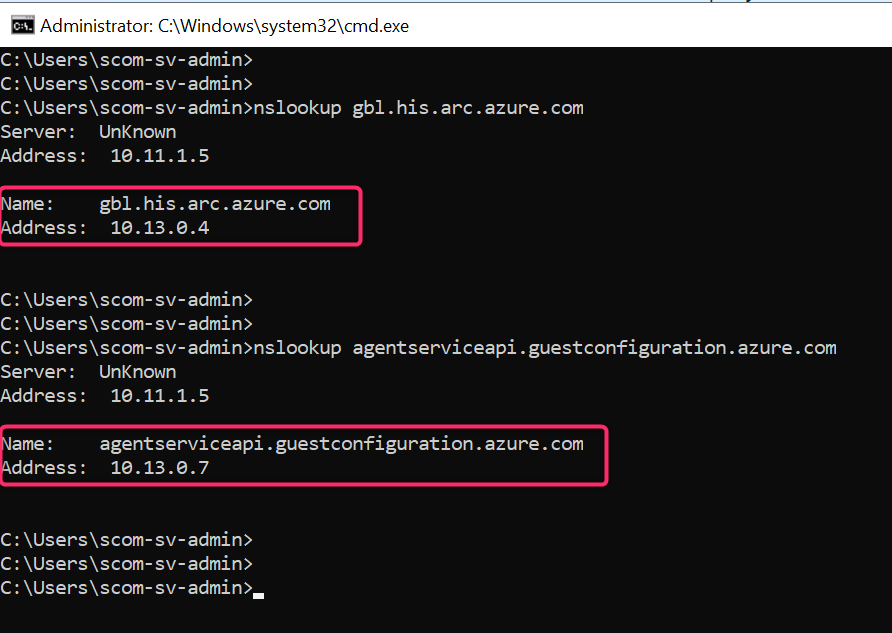 Administrator: C:\Windows\system32\cmd.exe
C:\Users\scom-sv-admin>
C:\Users\scom-sv-admin>
C:\Users\scom-sv-admin>nslookup gbl.his.arc.azure.com
Server:  UnKnown
Address:  10.11.1.5
Name:    gbl.his.arc.azure.com
Address:  10.13.0.4
C:\Users\scom-sv-admin>
C:\Users\scom-sv-admin>
C:\Users\scom-sv-admin>nslookup agentserviceapi.guestconfiguration.azure.com
Server:  UnKnown
Address:  10.11.1.5
Name:    agentserviceapi.guestconfiguration.azure.com
Address:  10.13.0.7
C:\Users\scom-sv-admin>
C:\Users\scom-sv-admin>
C:\Users\scom-sv-admin>